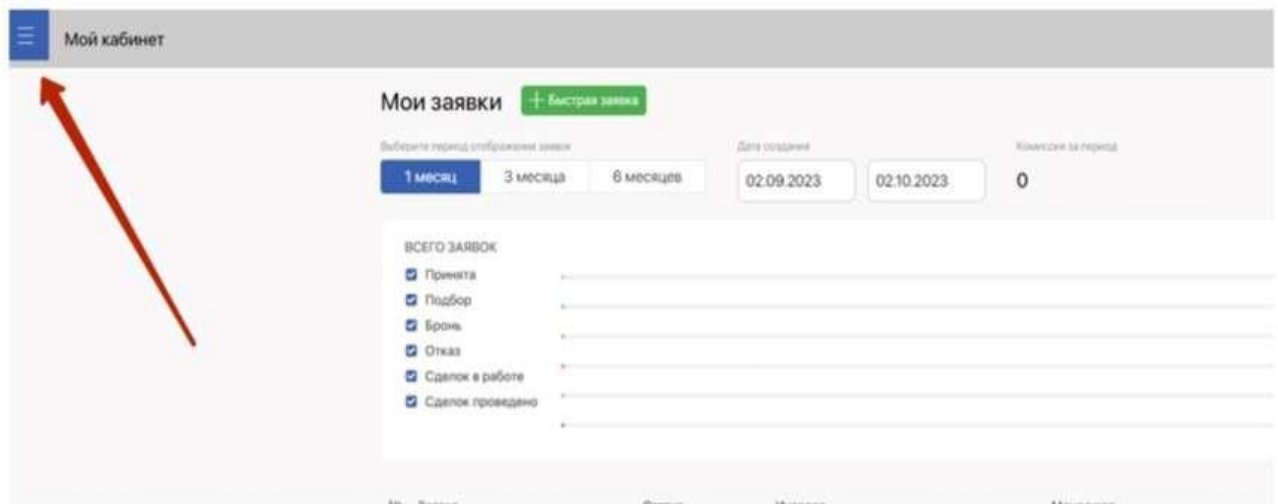 Мой кабинет
Мои заявки + Быстрая заявка
Выберите период отображения заявок Дата создания Комиссия за период
1 месяц 3 месяца 6 месяцев 02.09.2023 02.10.2023 0
ВСЕГО ЗАЯВОК
Принята
Подбор
Бронь
Отказ
Сделок в работе
Сделок проведено